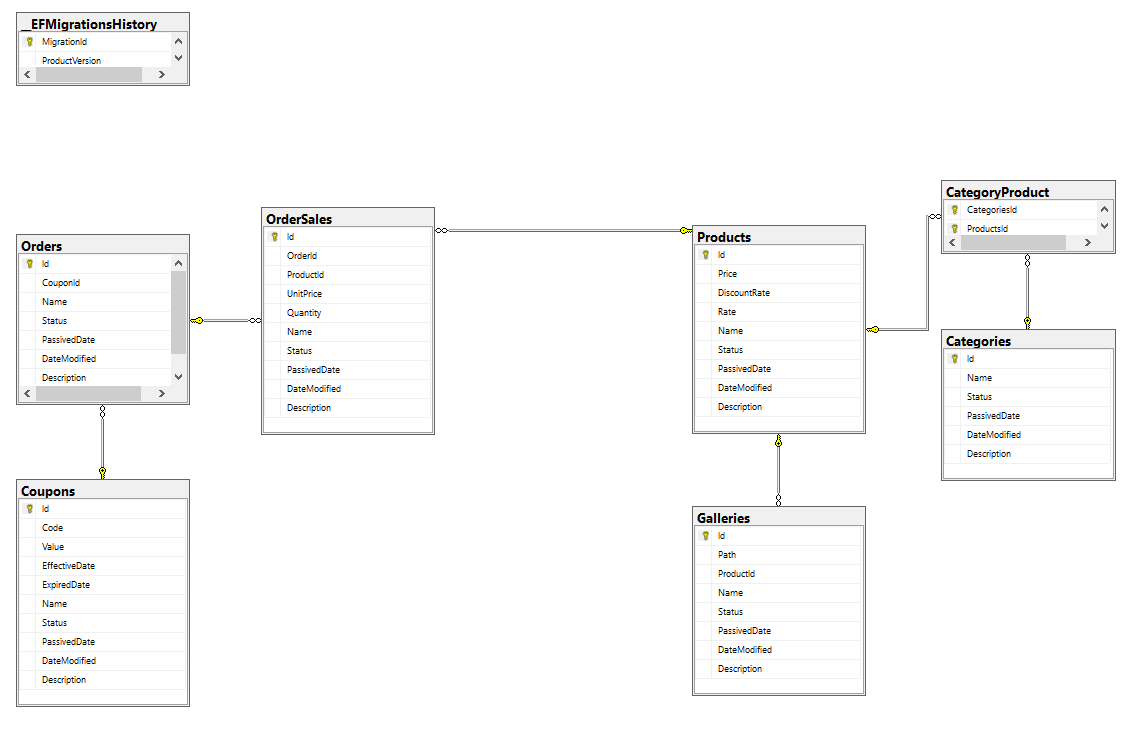 __EFMigrationsHistory
MigrationId
ProductVersion
Orders
Id
CouponId
Name
Status
PassivedDate
DateModified
Description
OrderSales
Id
OrderId
ProductId
UnitPrice
Quantity
Name
Status
PassivedDate
DateModified
Description
Products
Id
Price
DiscountRate
Rate
Name
Status
PassivedDate
DateModified
Description
CategoryProduct
CategoriesId
ProductsId
Categories
Id
Name
Status
PassivedDate
DateModified
Description
Coupons
Id
Code
Value
EffectiveDate
ExpiredDate
Name
Status
PassivedDate
DateModified
Description
Galleries
Id
Path
ProductId
Name
Status
PassivedDate
DateModified
Description